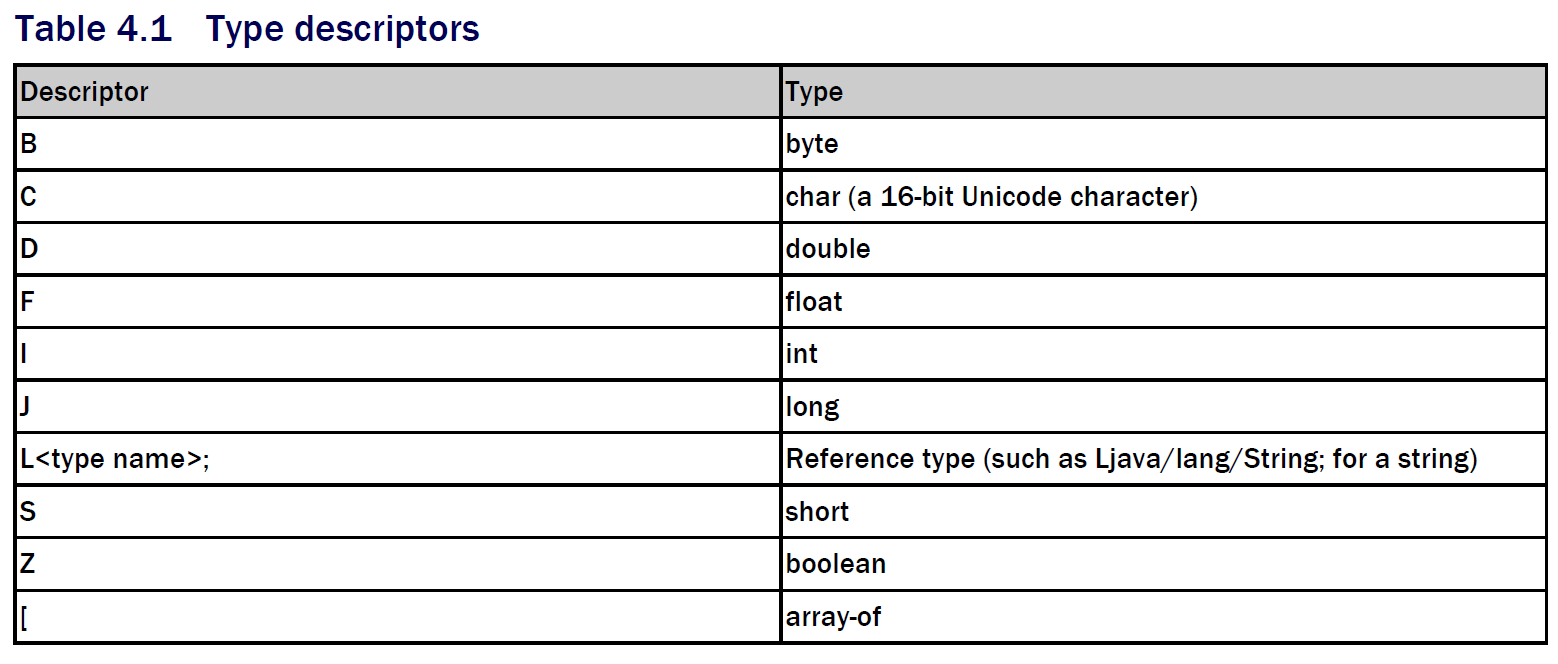 Table 4.1 Type descriptors
Descriptor Type
B byte
C char (a 16-bit Unicode character)
D double
F float
I int
J long
L<type name>; Reference type (such as Ljava/lang/String; for a string)
S short
Z boolean
[ array-of